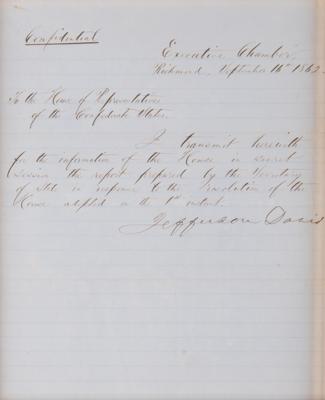 Confidential
Executive Chamber,
Richmond, September 16th 1862
To the House of Representatives
of the Confederate States.
I transmit herewith
for the information of the House in secret
session the report prepared by the Secretary
of State in response to the resolution of the
House adopted on the 1st instant.
Jefferson Davis